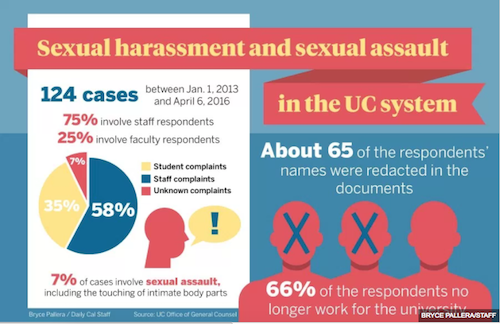 Sexual harassment and sexual assault
in the UC system
124 cases
between Jan. 1, 2013
and April 6, 2016
75% involve staff respondents
25% involve faculty respondents
7%
35%
58%
Student complaints
Staff complaints
Unknown complaints
!
7% of cases involve sexual assault,
including the touching of intimate body parts
Bryce Pallera / Daily Cal Staff
Source: UC Office of General Counsel
About 65 of the respondents'
names were redacted in the
documents
66% of the respondents no
longer work for the
BRYCE PALLERA/STAFF